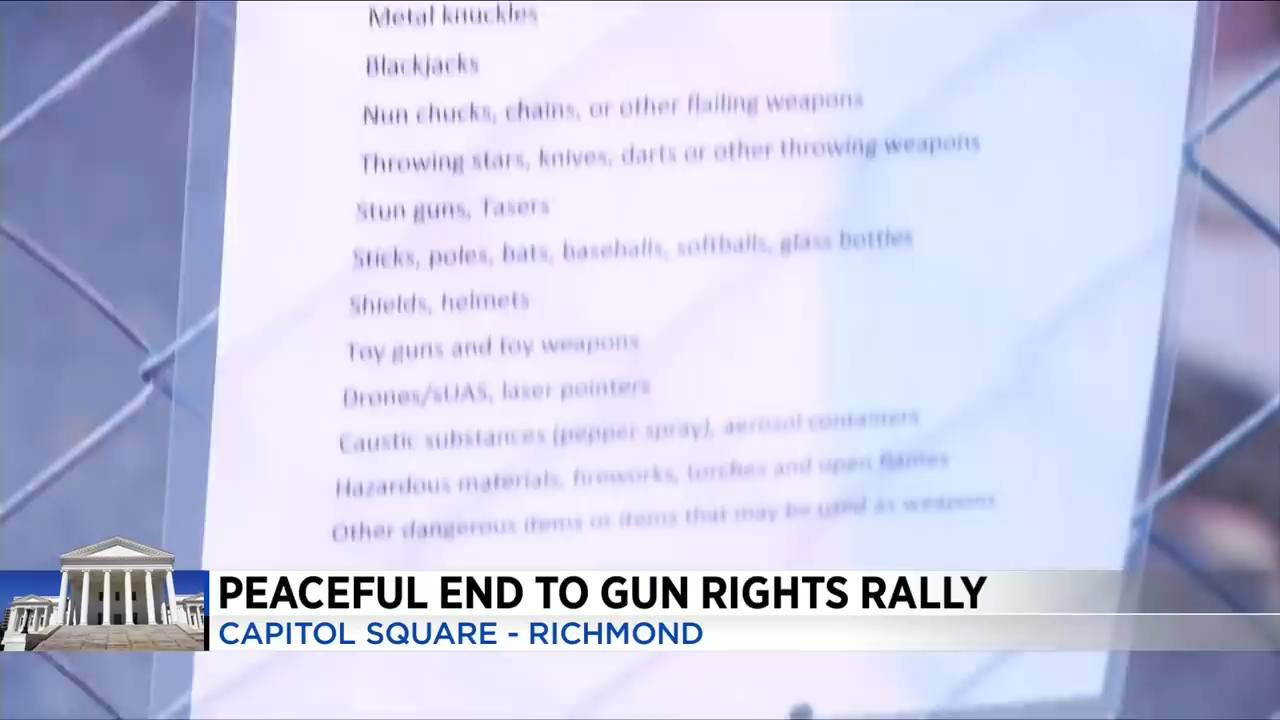 Metal knuckles
Blackjacks
Nun chucks, chains, or other flailing weapons
Throwing stars, knives, darts or other throwing weapons
Stun guns, Tasers
Sticks, poles, bats, baseballs, softballs, glass bottles
Shields, helmets
Toy guns and toy weapons
Drones/sUAS, laser pointers
Caustic substances (pepper spray), aerosol containers
Hazardous materials, fireworks, torches and open flames
Other dangerous items or items that may be used as weapons
PEACEFUL END TO GUN RIGHTS RALLY
CAPITOL SQUARE - RICHMOND